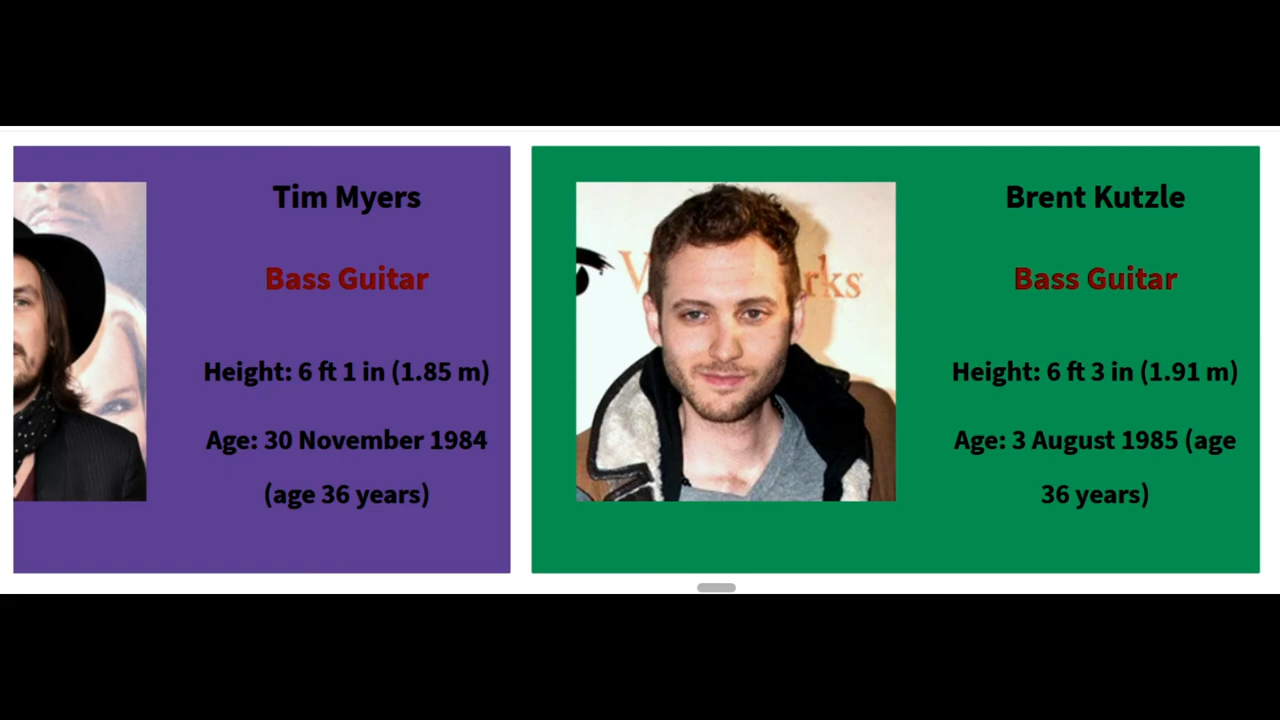 Tim Myers
Bass Guitar
Height: 6 ft 1 in (1.85 m)
Age: 30 November 1984
(age 36 years)
Brent Kutzle
Bass Guitar
Height: 6 ft 3 in (1.91 m)
Age: 3 August 1985 (age
36 years)